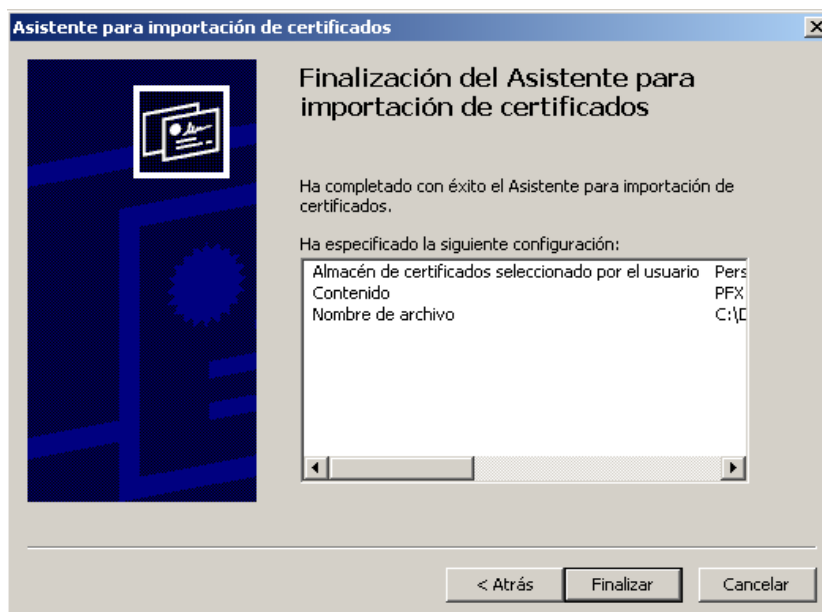 Asistente para importación de certificados
Finalización del Asistente para
importación de certificados
Ha completado con éxito el Asistente para importación de
certificados.
Ha especificado la siguiente configuración:
Almacén de certificados seleccionado por el usuario Pers
Contenido PFX
Nombre de archivo C:\D
< Atrás Finalizar Cancelar